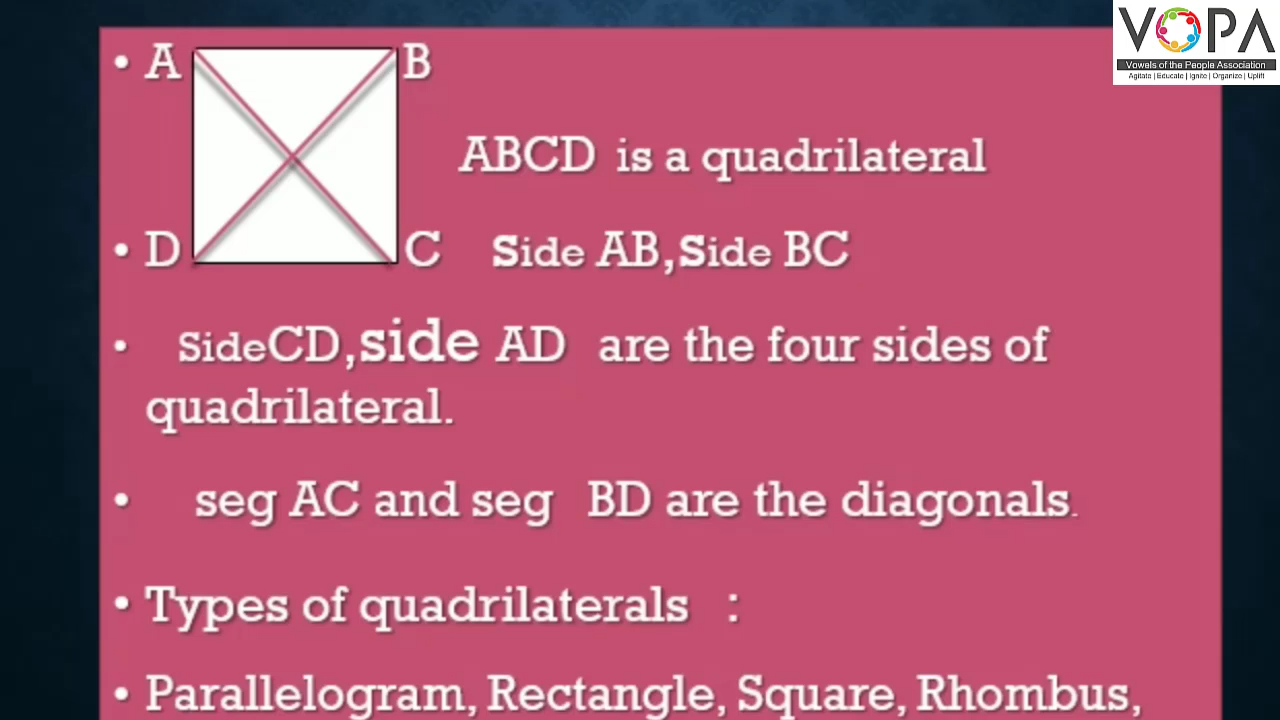 VOPA
Vowels of the People Association
Agitate | Educate | Ignite | Organize | Uplift
• A B
ABCD is a quadrilateral
• D C Side AB,Side BC
• SideCD,side AD are the four sides of
quadrilateral.
• seg AC and seg BD are the diagonals.
• Types of quadrilaterals :
• Parallelogram, Rectangle, Square, Rhombus,